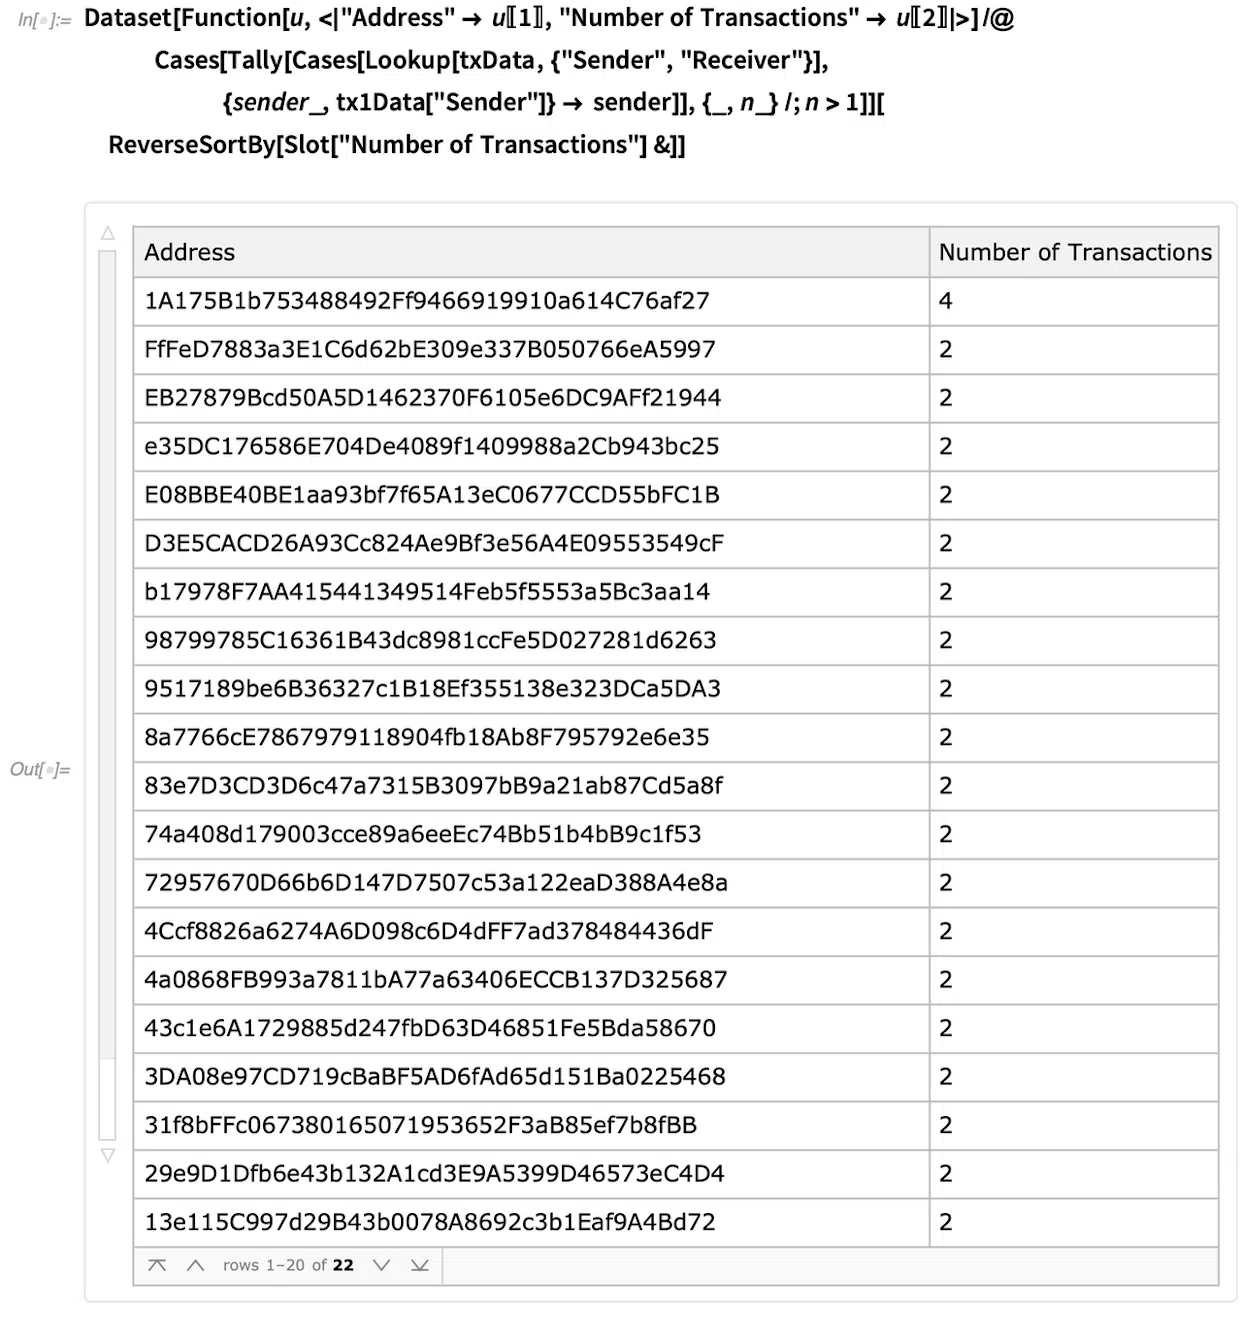 In[●]:= Dataset[Function[u, <|"Address" → u〚1〛, "Number of Transactions" → u〚2〛|>] /@
Cases[Tally[Cases[Lookup[txData, {"Sender", "Receiver"}],
{sender_, tx1Data["Sender"]} → sender]], {_, n_} /; n > 1]][
ReverseSortBy[Slot["Number of Transactions"] &]]
Address Number of Transactions
1A175B1b753488492Ff9466919910a614C76af27 4
FfFeD7883a3E1C6d62bE309e337B050766eA5997 2
EB27879Bcd50A5D1462370F6105e6DC9AFf21944 2
e35DC176586E704De4089f1409988a2Cb943bc25 2
E08BBE40BE1aa93bf7f65A13eC0677CCD55bFC1B 2
D3E5CACD26A93Cc824Ae9Bf3e56A4E09553549cF 2
b17978F7AA415441349514Feb5f5553a5Bc3aa14 2
98799785C16361B43dc8981ccFe5D027281d6263 2
9517189be6B36327c1B18Ef355138e323DCa5DA3 2
8a7766cE7867979118904fb18Ab8F795792e6e35 2
Out[●]=
83e7D3CD3D6c47a7315B3097bB9a21ab87Cd5a8f 2
74a408d179003cce89a6eeEc74Bb51b4bB9c1f53 2
72957670D66b6D147D7507c53a122eaD388A4e8a 2
4Ccf8826a6274A6D098c6D4dFF7ad378484436dF 2
4a0868FB993a7811bA77a63406ECCB137D325687 2
43c1e6A1729885d247fbD63D46851Fe5Bda58670 2
3DA08e97CD719cBaBF5AD6fAd65d151Ba0225468 2
31f8bFFc067380165071953652F3aB85ef7b8fBB 2
29e9D1Dfb6e43b132A1cd3E9A5399D46573eC4D4 2
13e115C997d29B43b0078A8692c3b1Eaf9A4Bd72 2
rows 1–20 of 22